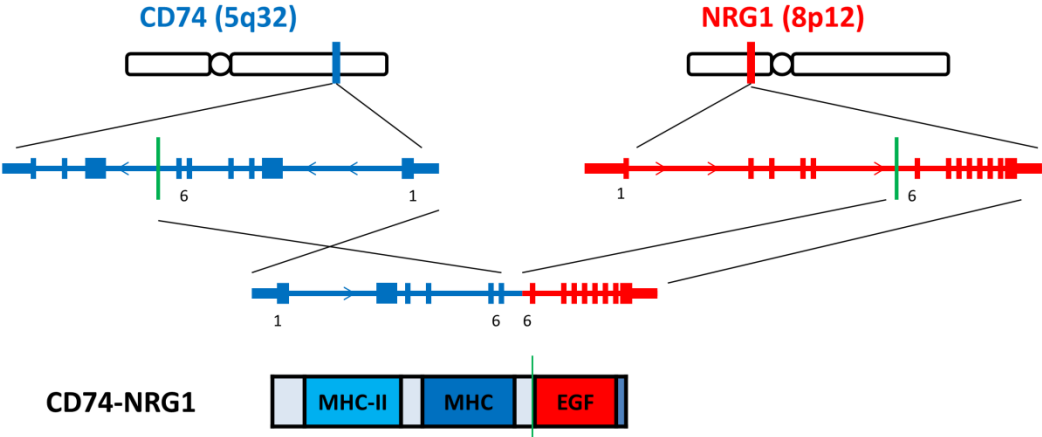 CD74 (5q32) NRG1 (8p12)
6 1 1 6
1 6 6
CD74-NRG1 MHC-II MHC EGF